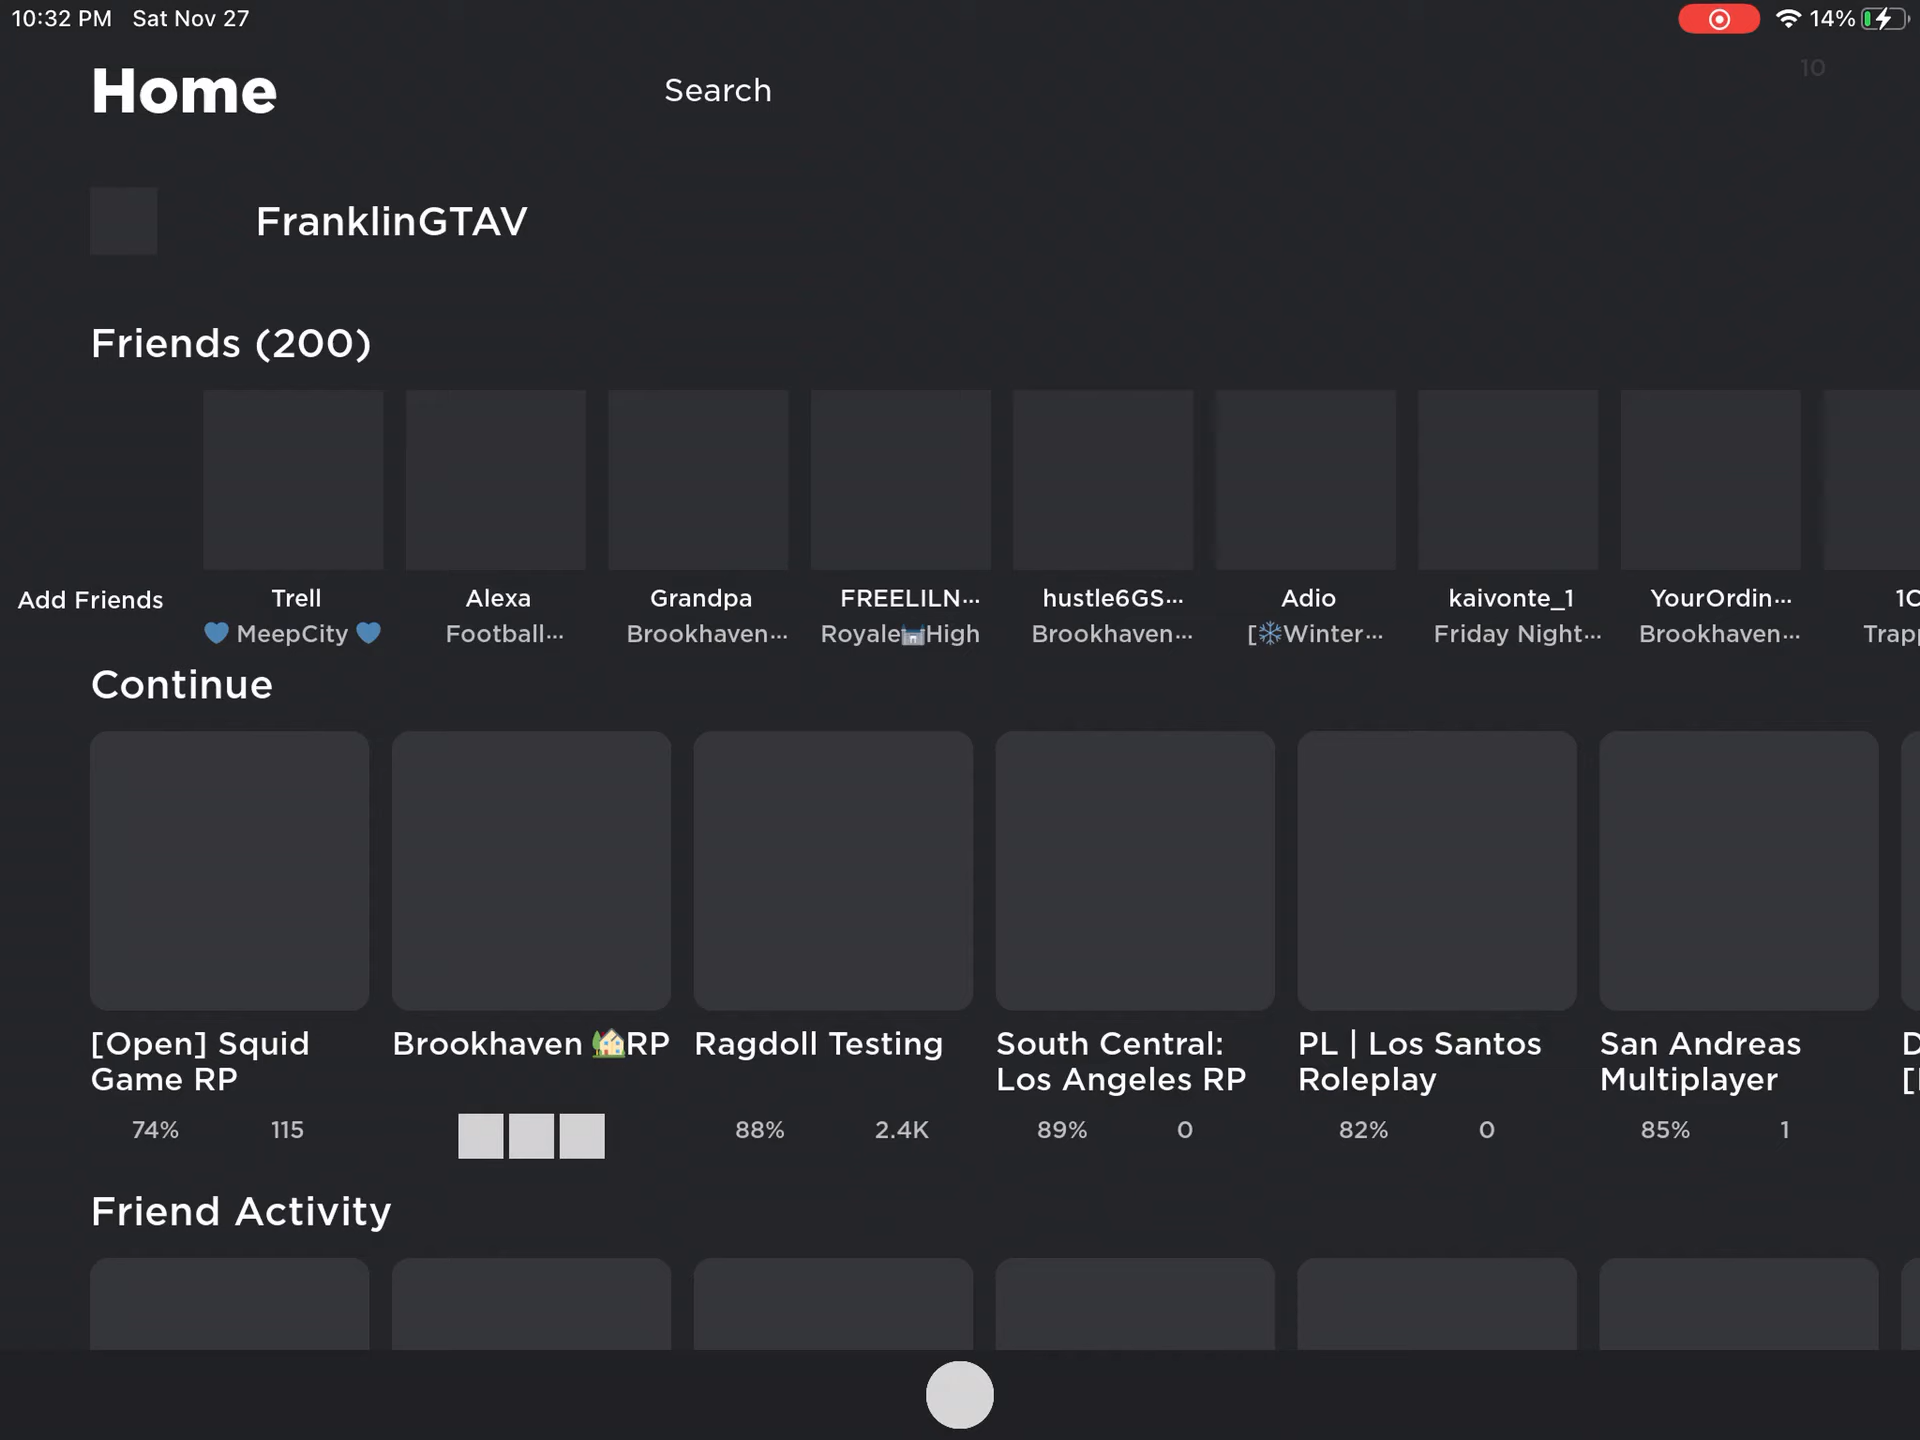 10:32 PM Sat Nov 27
14%
10
Home
Search
FranklinGTAV
Friends (200)
Add Friends
Trell
💙 MeepCity 💙
Alexa
Football...
Grandpa
Brookhaven...
FREELILN...
Royale🏰High
hustle6GS...
Brookhaven...
Adio
[❄️Winter...
kaivonte_1
Friday Night...
YourOrdin...
Brookhaven...
Continue
[Open] Squid
Game RP
74% 115
Brookhaven 🏡RP
Ragdoll Testing
88% 2.4K
South Central:
Los Angeles RP
89% 0
PL | Los Santos
Roleplay
82% 0
San Andreas
Multiplayer
85% 1
Friend Activity